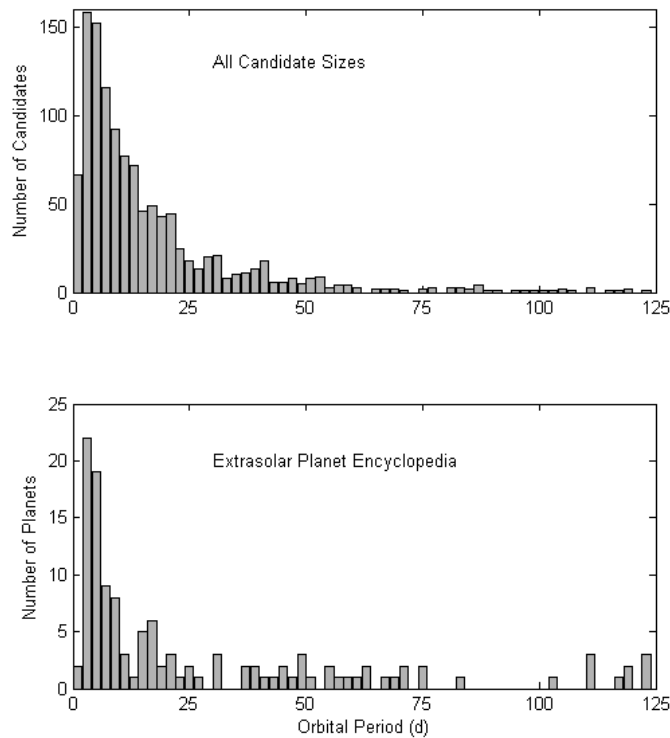 150
100
50
0
Number of Candidates
All Candidate Sizes
0 25 50 75 100 125
25
20
15
10
5
0
Number of Planets
Extrasolar Planet Encyclopedia
0 25 50 75 100 125
Orbital Period (d)